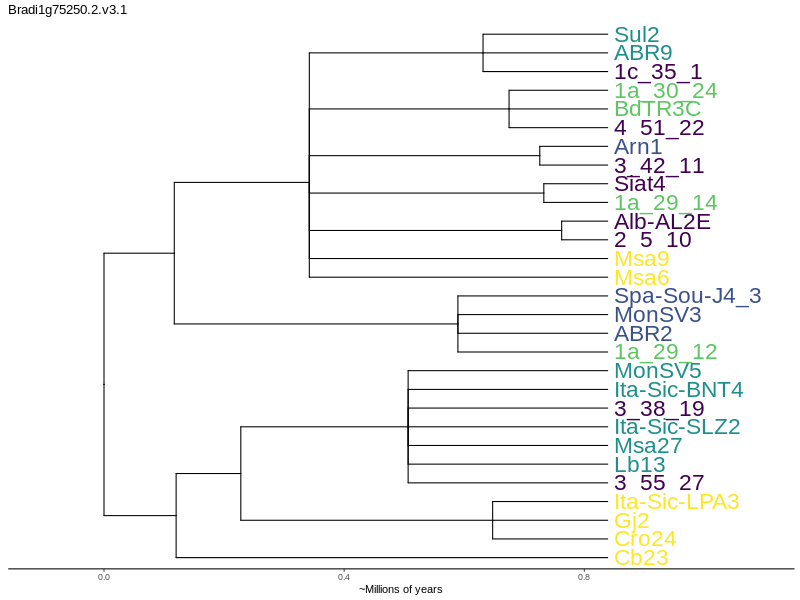 Bradi1g75250.2.v3.1
Sul2
ABR9
1c_35_1
1a_30_24
BdTR3C
4_51_22
Arn1
3_42_11
Siat4
1a_29_14
Alb-AL2E
2_5_10
Msa9
Msa6
Spa-Sou-J4_3
MonSV3
ABR2
1a_29_12
MonSV5
Ita-Sic-BNT4
3_38_19
Ita-Sic-SLZ2
Msa27
Lb13
3_55_27
Ita-Sic-LPA3
Gj2
Cro24
Cb23
0.0 0.4 0.8
~Millions of years